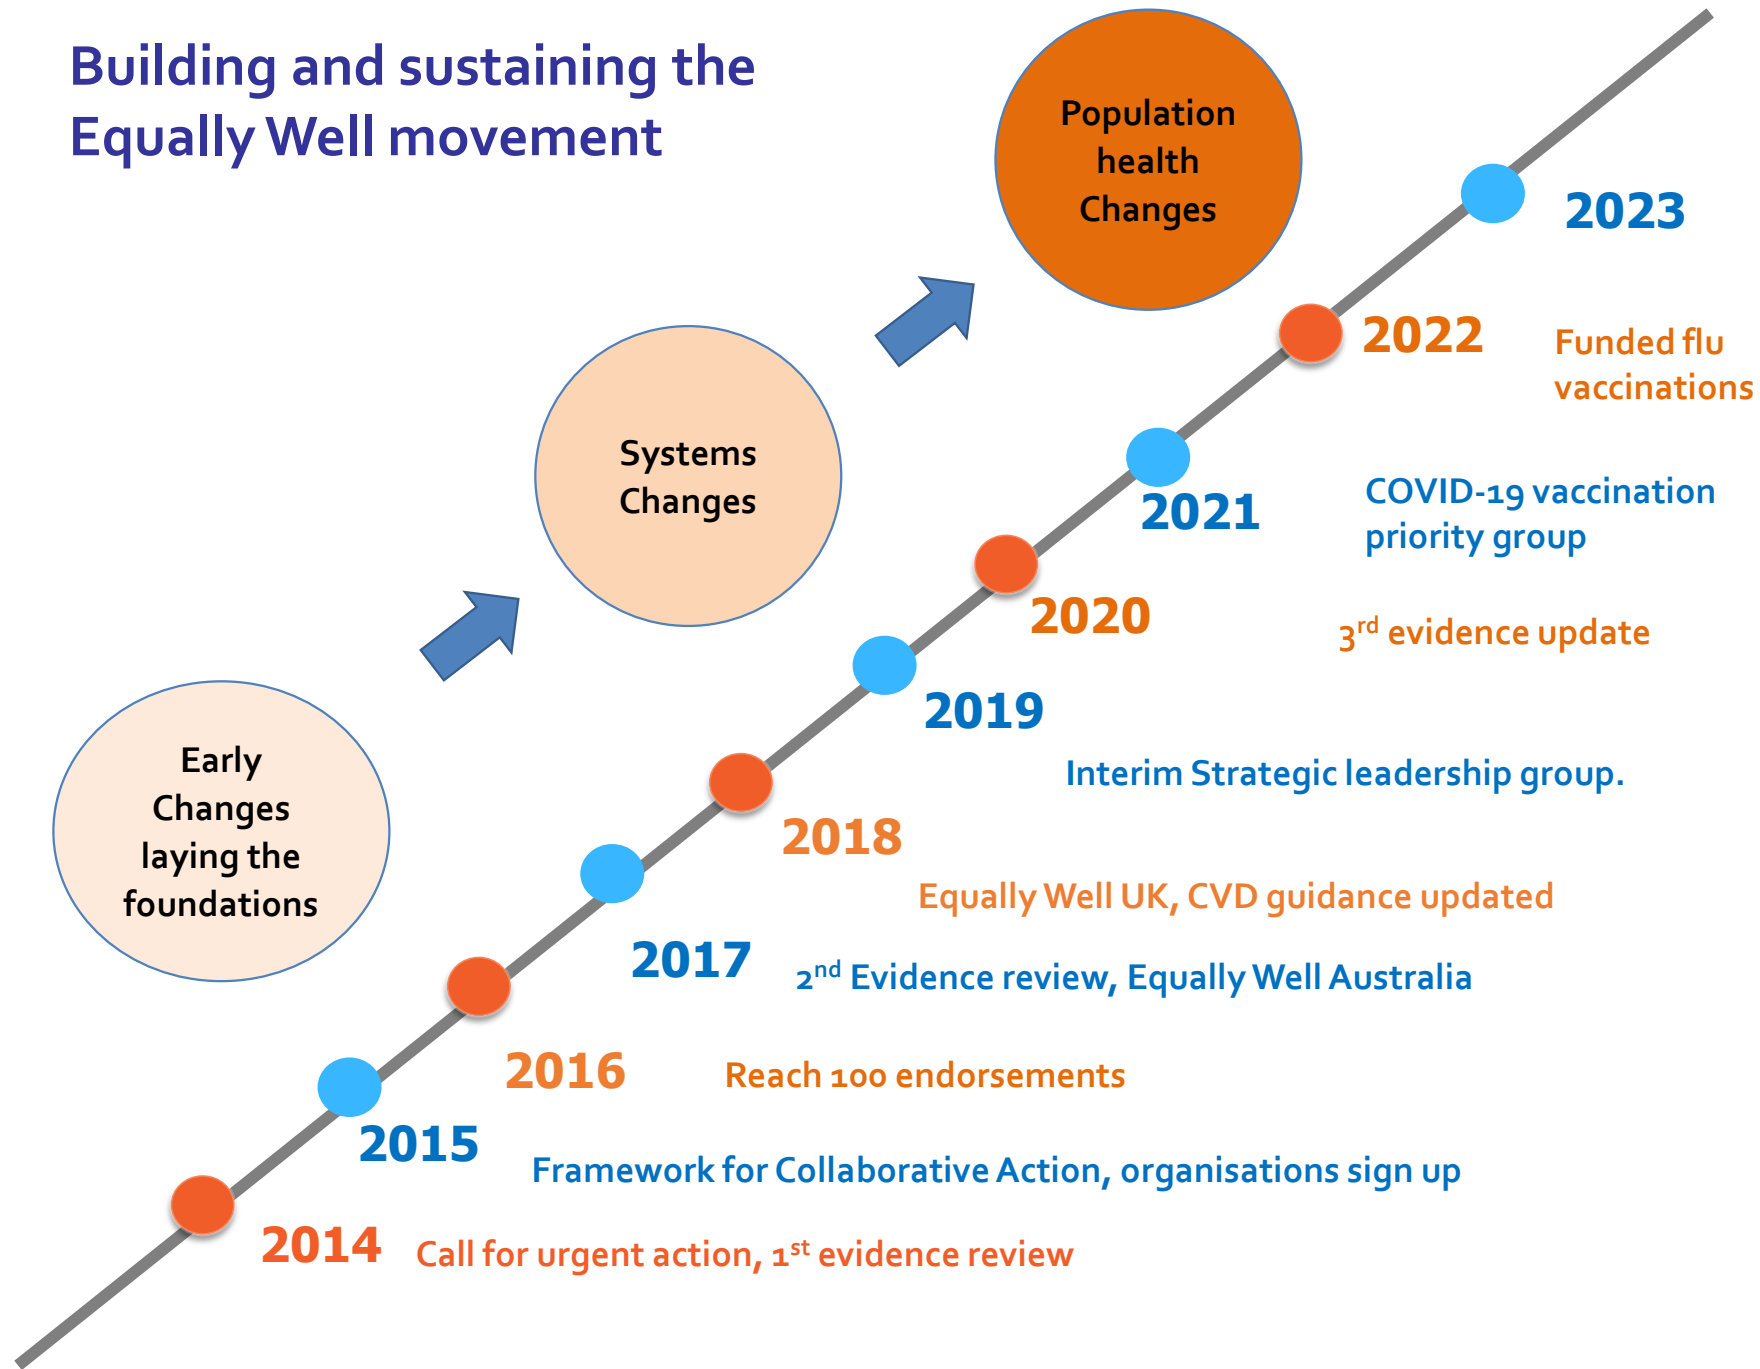 Building and sustaining the
Equally Well movement
Population
health
Changes
2023
2022
Funded flu
vaccinations
Systems
Changes
2021
COVID-19 vaccination
priority group
2020
3rd evidence update
2019
Interim Strategic leadership group.
Early
Changes
laying the
foundations
2018
Equally Well UK, CVD guidance updated
2017
2nd Evidence review, Equally Well Australia
2016
Reach 100 endorsements
2015
Framework for Collaborative Action, organisations sign up
2014
Call for urgent action, 1st evidence review